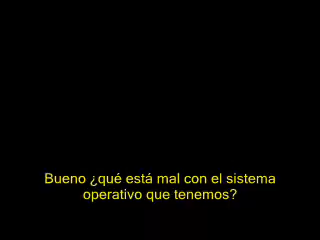 Bueno ¿qué está mal con el sistema
operativo que tenemos?